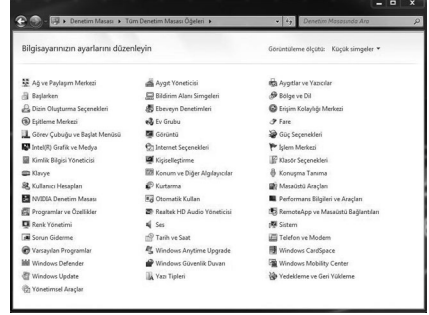 Denetim Masası ▸ Tüm Denetim Masası Öğeleri ▸
Denetim Masasında Ara
Bilgisayarınızın ayarlarını düzenleyin
Görüntüleme ölçütü: Küçük simgeler
Ağ ve Paylaşım Merkezi
Aygıt Yöneticisi
Aygıtlar ve Yazıcılar
Başlarken
Bildirim Alanı Simgeleri
Bölge ve Dil
Dizin Oluşturma Seçenekleri
Ebeveyn Denetimleri
Erişim Kolaylığı Merkezi
Eşitleme Merkezi
Ev Grubu
Fare
Görev Çubuğu ve Başlat Menüsü
Görüntü
Güç Seçenekleri
Intel(R) Grafik ve Medya
Internet Seçenekleri
İşlem Merkezi
Kimlik Bilgisi Yöneticisi
Kişiselleştirme
Klasör Seçenekleri
Klavye
Konum ve Diğer Algılayıcılar
Konuşma Tanıma
Kullanıcı Hesapları
Kurtarma
Masaüstü Araçları
NVIDIA Denetim Masası
Otomatik Kullan
Performans Bilgileri ve Araçları
Programlar ve Özellikler
Realtek HD Audio Yöneticisi
RemoteApp ve Masaüstü Bağlantıları
Renk Yönetimi
Ses
Sistem
Sorun Giderme
Tarih ve Saat
Telefon ve Modem
Varsayılan Programlar
Windows Anytime Upgrade
Windows CardSpace
Windows Defender
Windows Güvenlik Duvarı
Windows Mobility Center
Windows Update
Yazı Tipleri
Yedekleme ve Geri Yükleme
Yönetimsel Araçlar